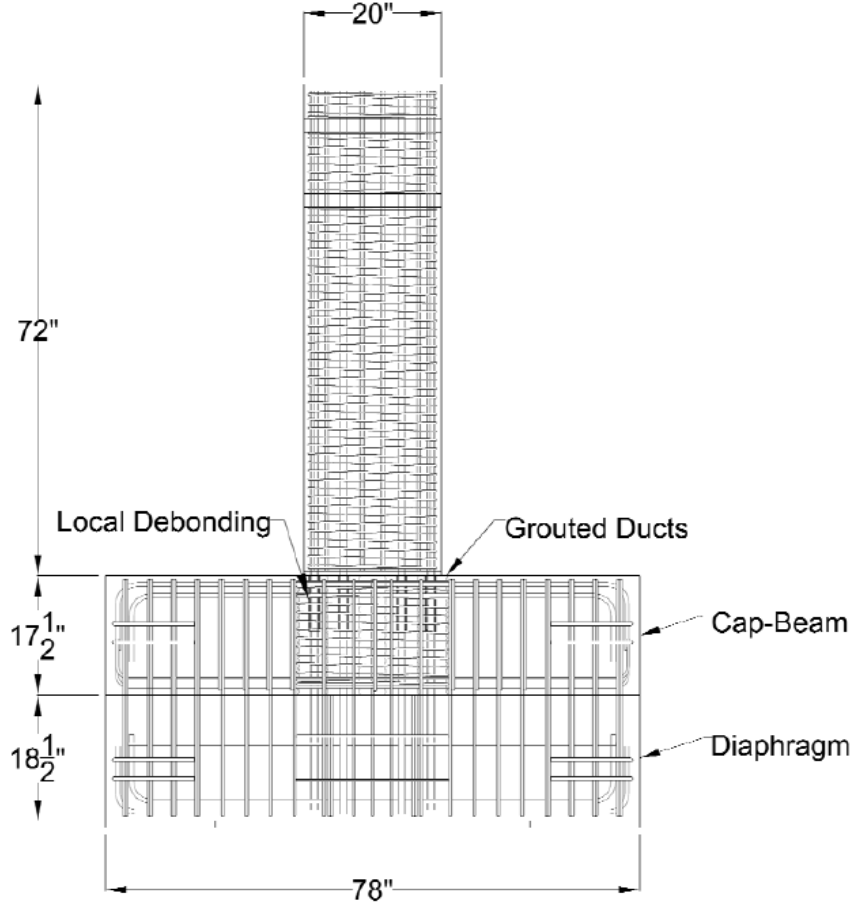 20"
72"
Local Debonding
Grouted Ducts
17 1/2"
Cap-Beam
18 1/2"
Diaphragm
78"